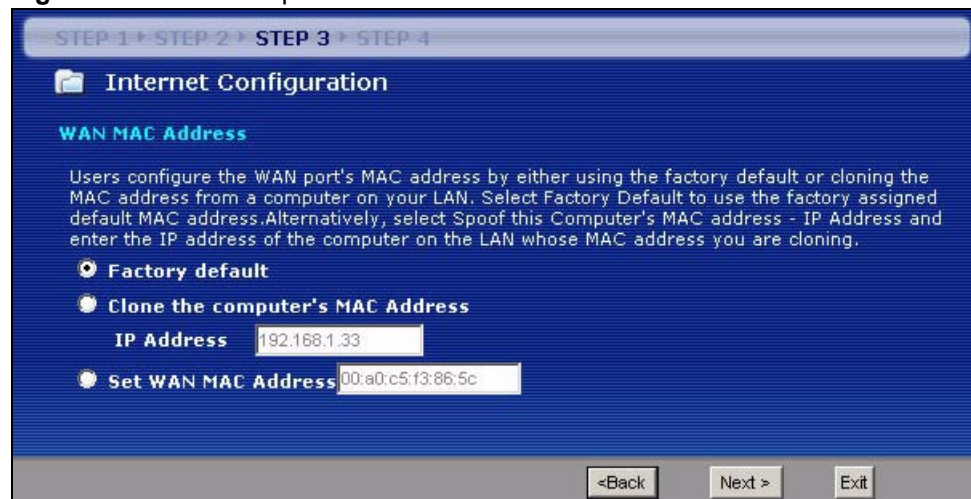 STEP 1 STEP 2 STEP 3 STEP 4
Internet Configuration
WAN MAC Address
Users configure the WAN port's MAC address by either using the factory default or cloning the
MAC address from a computer on your LAN. Select Factory Default to use the factory assigned
default MAC address.Alternatively, select Spoof this Computer's MAC address - IP Address and
enter the IP address of the computer on the LAN whose MAC address you are cloning.
Factory default
Clone the computer's MAC Address
IP Address 192.168.1.33
Set WAN MAC Address 00:a0:c5:f3:86:5c
<Back Next > Exit